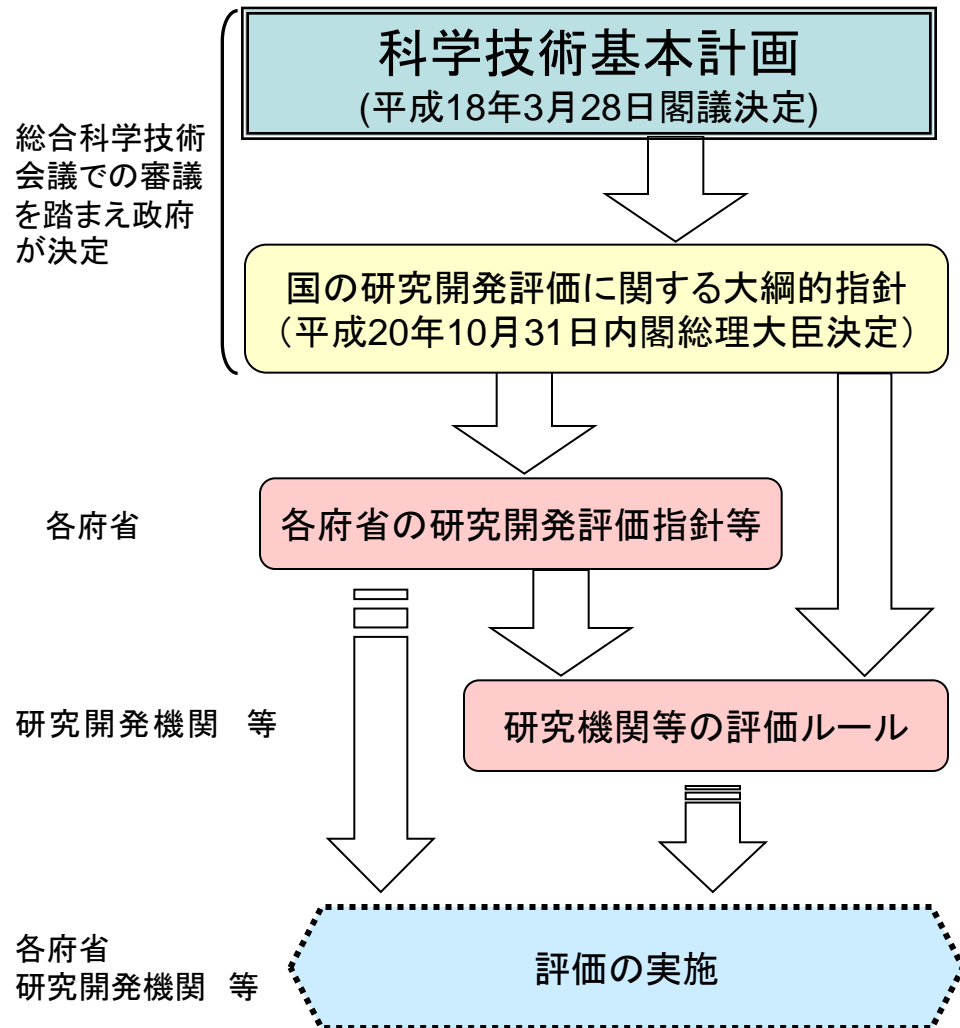 科学技術基本計画
(平成18年3月28日閣議決定)
総合科学技術
会議での審議
を踏まえ政府
が決定
国の研究開発評価に関する大綱的指針
（平成20年10月31日内閣総理大臣決定）
各府省
各府省の研究開発評価指針等
研究開発機関　等
研究機関等の評価ルール
各府省
研究開発機関　等
評価の実施